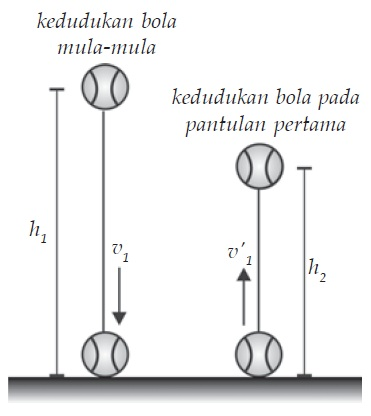 kedudukan bola
mula-mula
kedudukan bola pada
pantulan pertama
h₁
v₁
v'₁
h₂